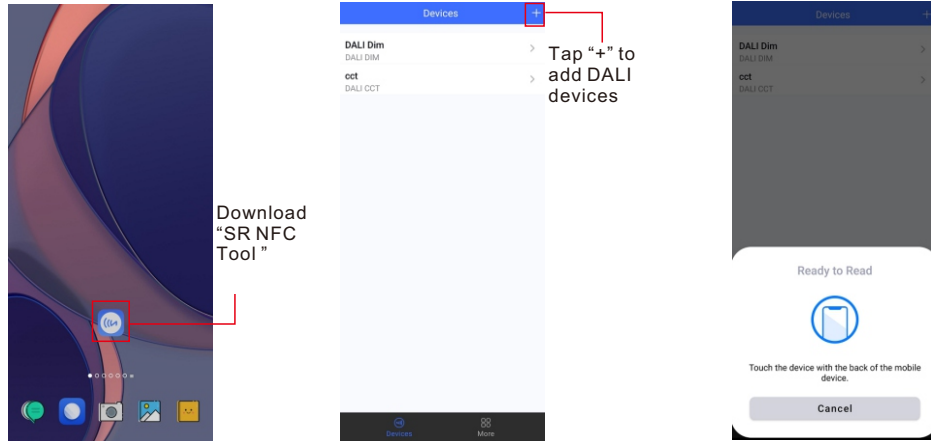 Download
“SR NFC
Tool ”
Devices +
DALI Dim
DALI DIM
cct
DALI CCT
Devices
More
Tap “+” to
add DALI
devices
Devices +
DALI Dim
DALI DIM
cct
DALI CCT
Ready to Read
Touch the device with the back of the mobile
device.
Cancel